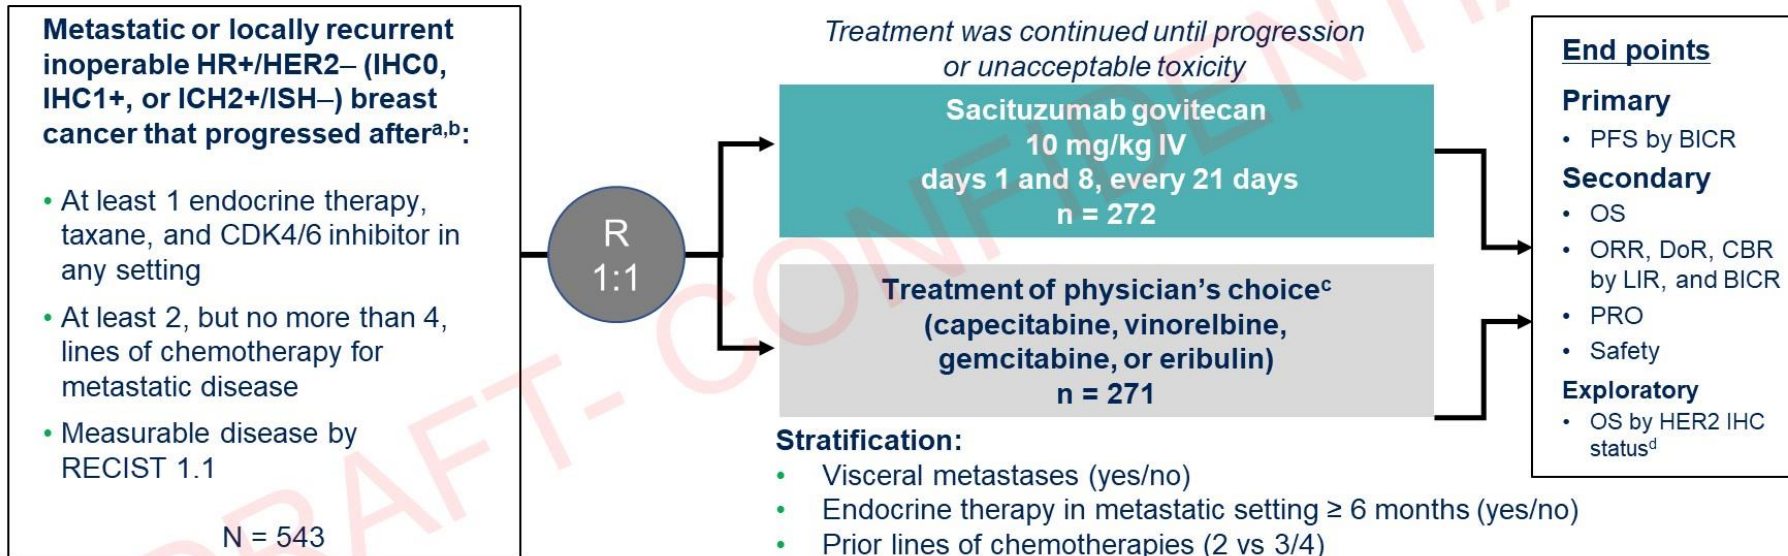 Metastatic or locally recurrent
inoperable HR+/HER2– (IHC0,
IHC1+, or ICH2+/ISH–) breast
cancer that progressed afterᵃ,ᵇ:
• At least 1 endocrine therapy,
taxane, and CDK4/6 inhibitor in
any setting
• At least 2, but no more than 4,
lines of chemotherapy for
metastatic disease
• Measurable disease by
RECIST 1.1
N = 543
R
1:1
Treatment was continued until progression
or unacceptable toxicity
Sacituzumab govitecan
10 mg/kg IV
days 1 and 8, every 21 days
n = 272
Treatment of physician’s choiceᶜ
(capecitabine, vinorelbine,
gemcitabine, or eribulin)
n = 271
Stratification:
• Visceral metastases (yes/no)
• Endocrine therapy in metastatic setting ≥ 6 months (yes/no)
• Prior lines of chemotherapies (2 vs 3/4)
End points
Primary
• PFS by BICR
Secondary
• OS
• ORR, DoR, CBR
by LIR, and BICR
• PRO
• Safety
Exploratory
• OS by HER2 IHC
statusᵈ
DRAFT- CONFIDENTIA